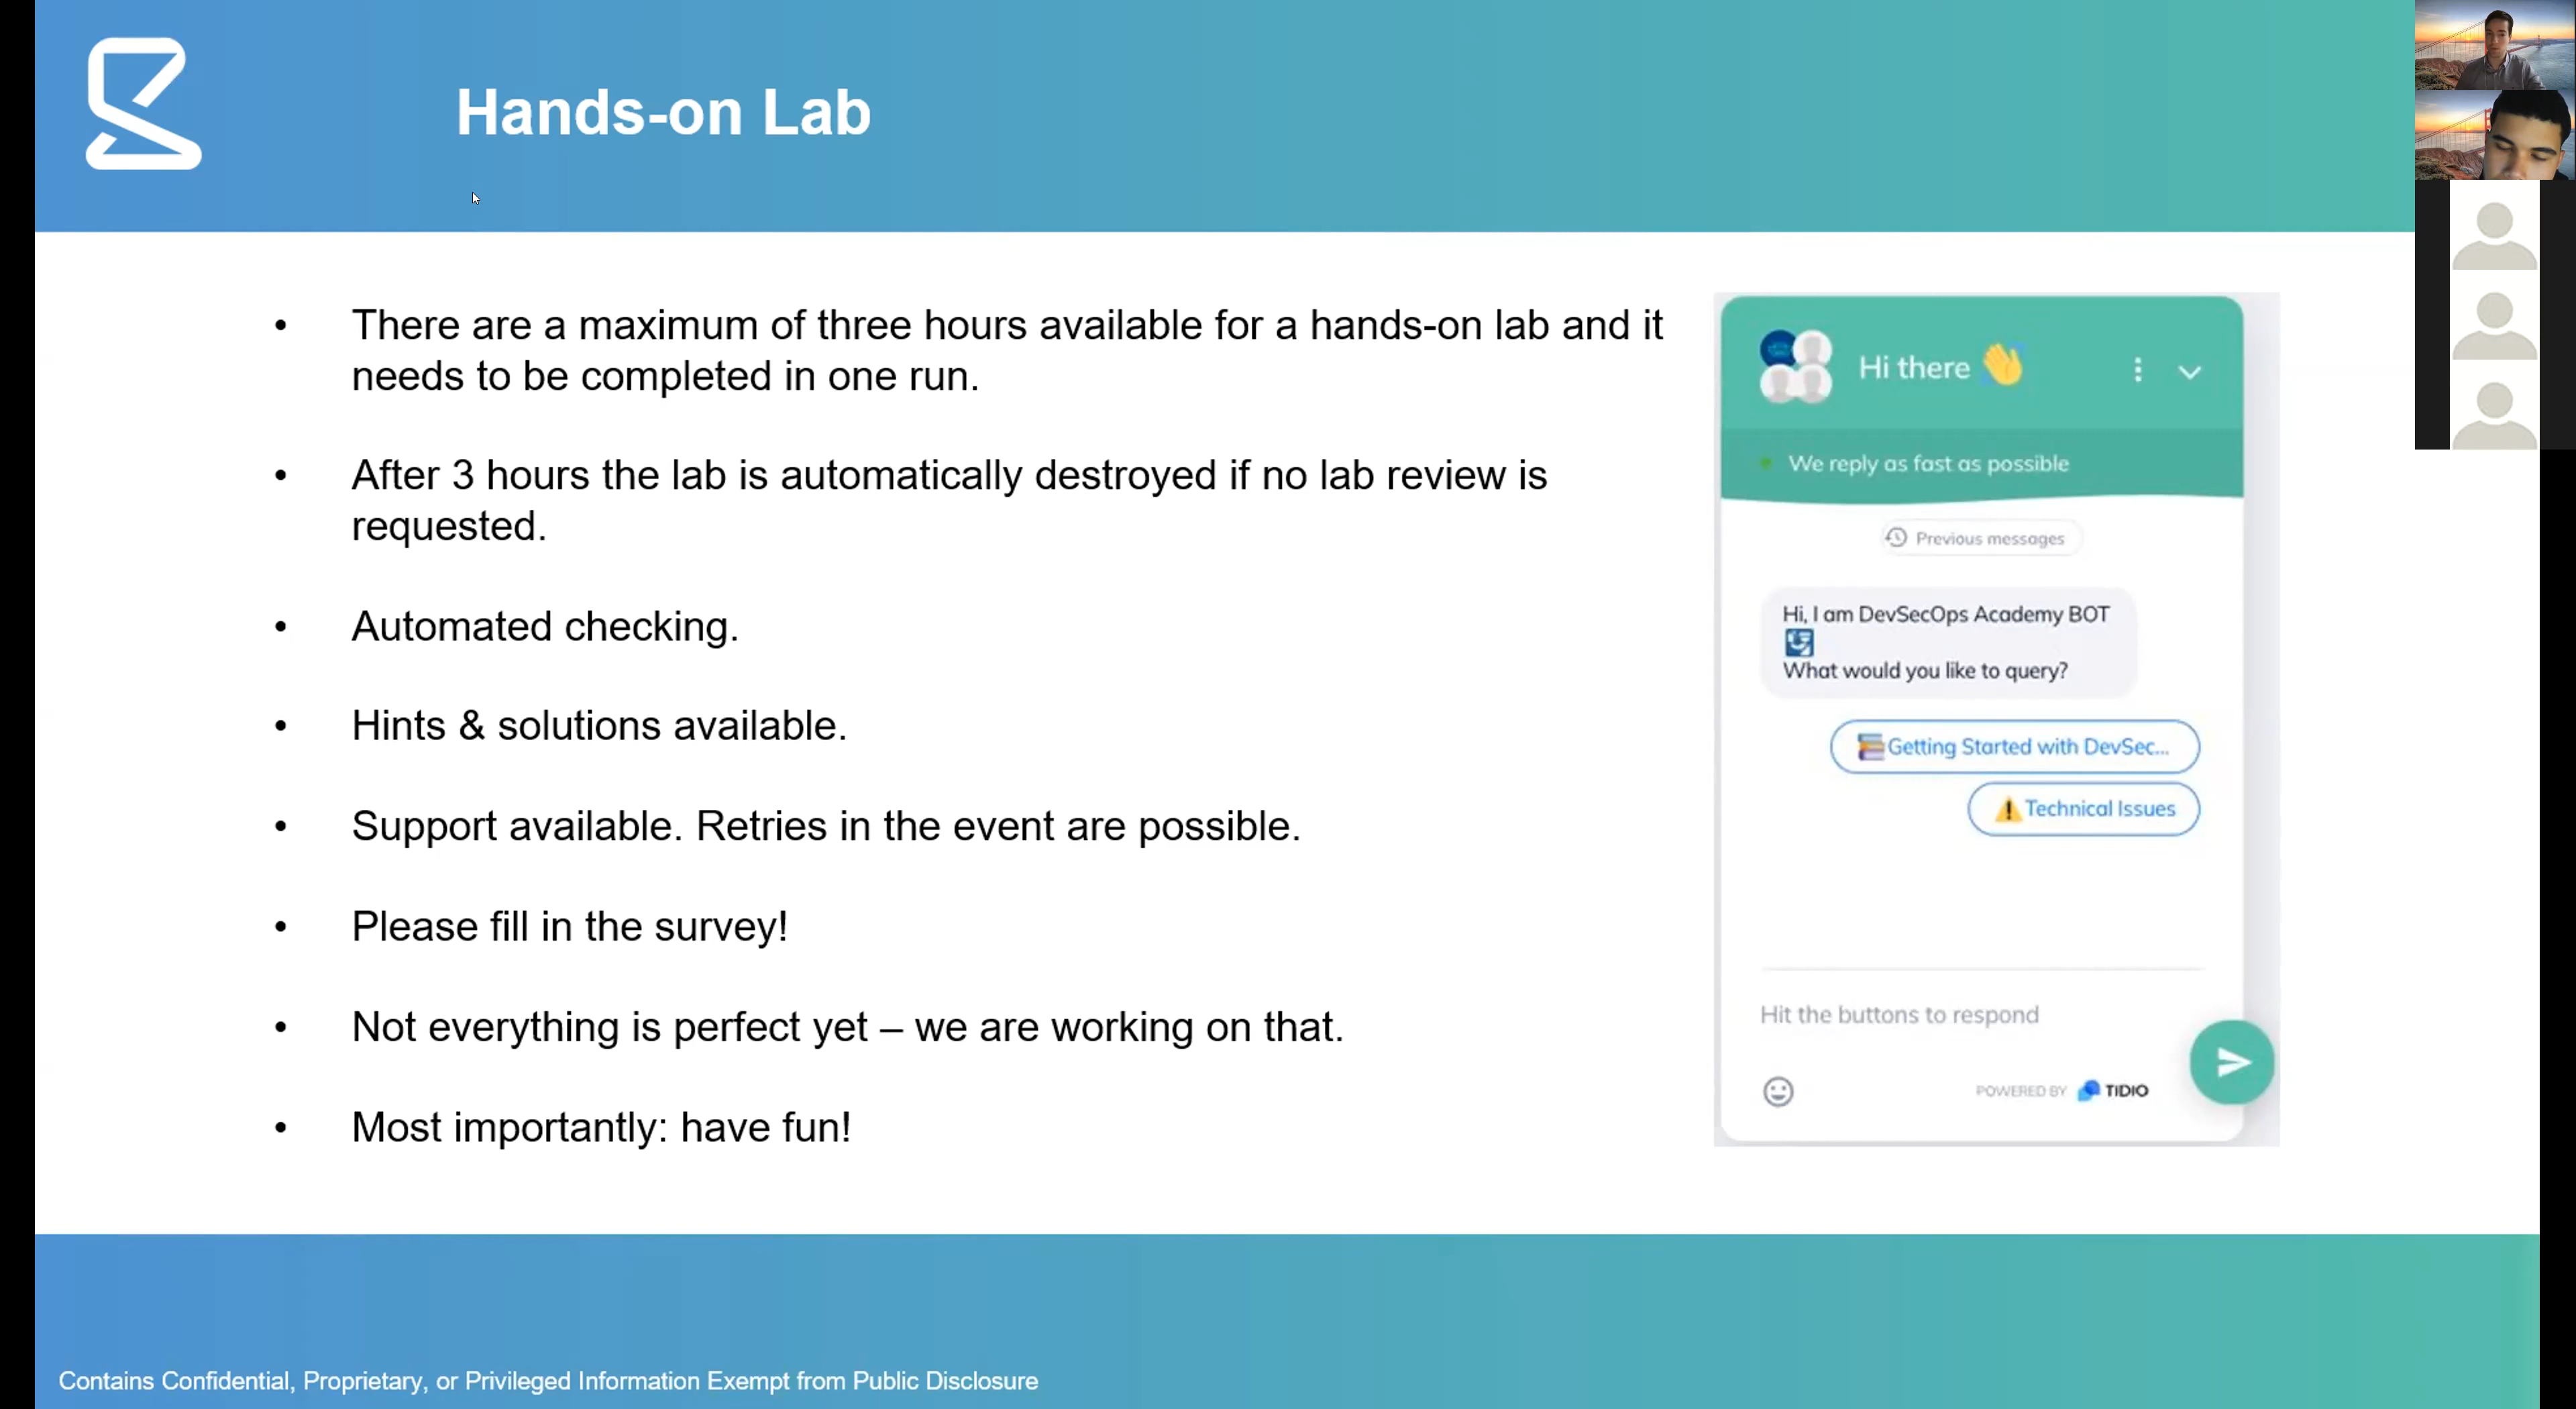 Hands-on Lab
• There are a maximum of three hours available for a hands-on lab and it
needs to be completed in one run.
• After 3 hours the lab is automatically destroyed if no lab review is
requested.
• Automated checking.
• Hints & solutions available.
• Support available. Retries in the event are possible.
• Please fill in the survey!
• Not everything is perfect yet – we are working on that.
• Most importantly: have fun!
Hi there 👋
We reply as fast as possible
Previous messages
Hi, I am DevSecOps Academy BOT
What would you like to query?
Getting Started with DevSec...
Technical Issues
Hit the buttons to respond
POWERED BY TIDIO
Contains Confidential, Proprietary, or Privileged Information Exempt from Public Disclosure